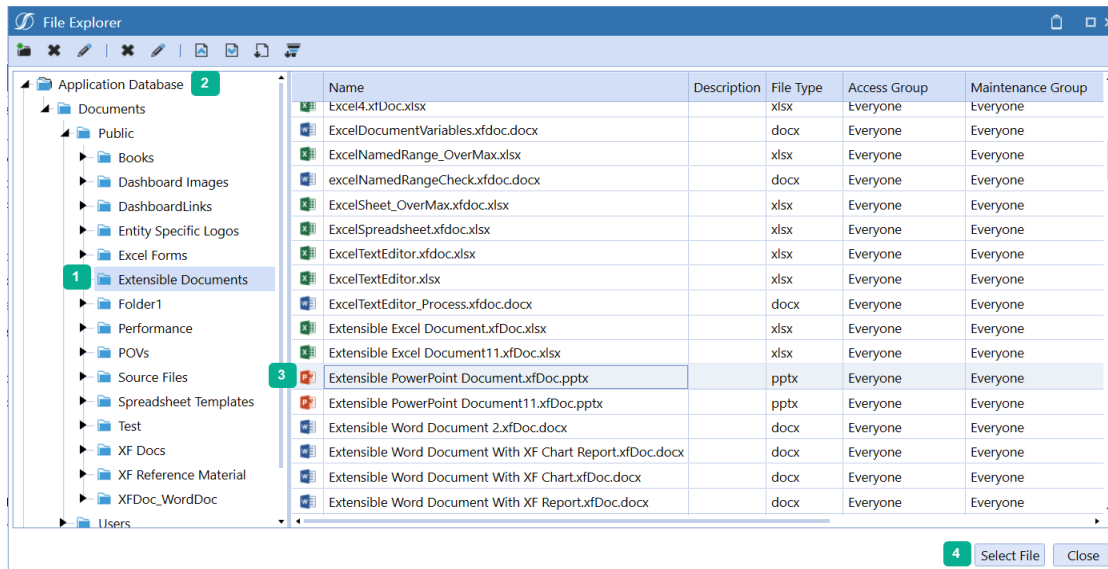 File Explorer
Application Database 2
Documents
Public
Books
Dashboard Images
DashboardLinks
Entity Specific Logos
Excel Forms
1 Extensible Documents
Folder1
Performance
POVs
Source Files
Spreadsheet Templates
Test
XF Docs
XF Reference Material
XFDoc_WordDoc
Users
Name Description File Type Access Group Maintenance Group
Excel4.xfDoc.xlsx xlsx Everyone Everyone
ExcelDocumentVariables.xfdoc.docx docx Everyone Everyone
ExcelNamedRange_OverMax.xlsx xlsx Everyone Everyone
excelNamedRangeCheck.xfdoc.docx docx Everyone Everyone
ExcelSheet_OverMax.xfdoc.xlsx xlsx Everyone Everyone
ExcelSpreadsheet.xfdoc.xlsx xlsx Everyone Everyone
ExcelTextEditor.xfdoc.xlsx xlsx Everyone Everyone
ExcelTextEditor.xlsx xlsx Everyone Everyone
ExcelTextEditor_Process.xfdoc.docx docx Everyone Everyone
Extensible Excel Document.xfDoc.xlsx xlsx Everyone Everyone
Extensible Excel Document11.xfDoc.xlsx xlsx Everyone Everyone
3 Extensible PowerPoint Document.xfDoc.pptx pptx Everyone Everyone
Extensible PowerPoint Document11.xfDoc.pptx pptx Everyone Everyone
Extensible Word Document 2.xfDoc.docx docx Everyone Everyone
Extensible Word Document With XF Chart Report.xfDoc.docx docx Everyone Everyone
Extensible Word Document With XF Chart.xfDoc.docx docx Everyone Everyone
Extensible Word Document With XF Report.xfDoc.docx docx Everyone Everyone
4 Select File Close